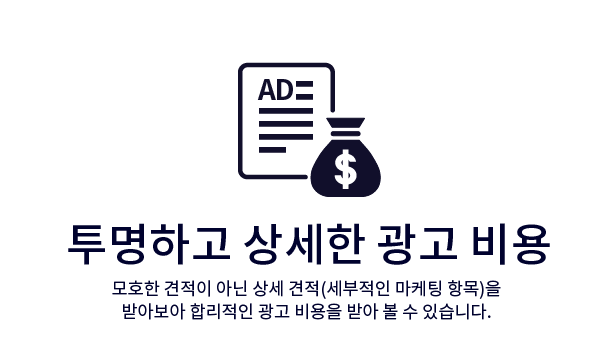 AD
$
투명하고 상세한 광고 비용
모호한 견적이 아닌 상세 견적(세부적인 마케팅 항목)을
받아보아 합리적인 광고 비용을 받아 볼 수 있습니다.